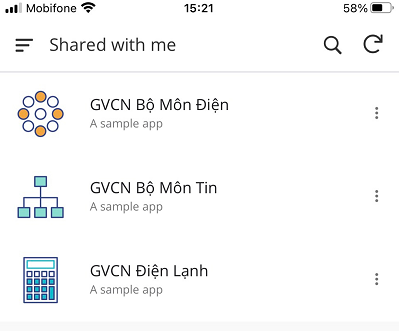 Mobifone 15:21 58%
Shared with me
GVCN Bộ Môn Điện
A sample app
GVCN Bộ Môn Tin
A sample app
GVCN Điện Lạnh
A sample app